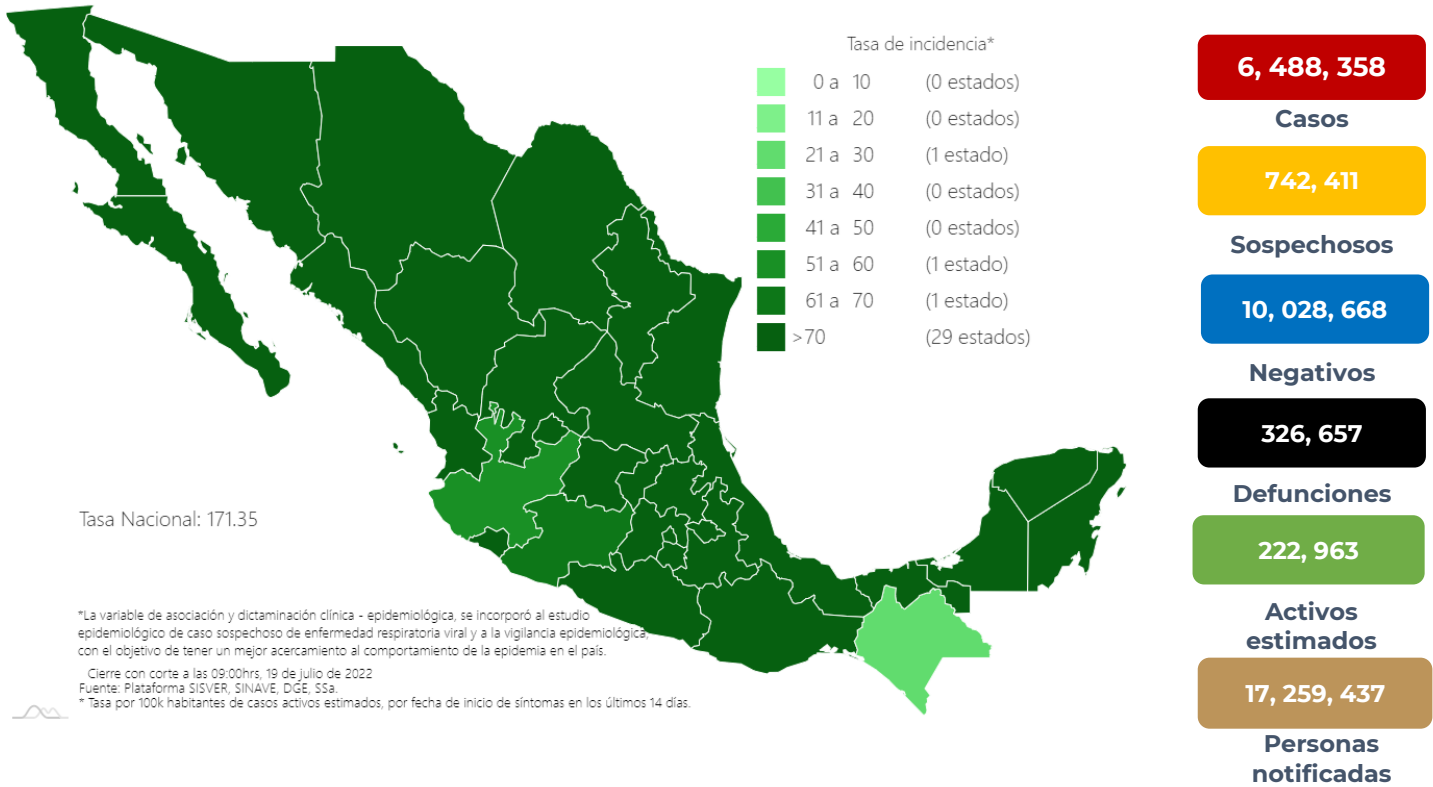 Tasa de incidencia*
0 a 10 (0 estados)
11 a 20 (0 estados)
21 a 30 (1 estado)
31 a 40 (0 estados)
41 a 50 (0 estados)
51 a 60 (1 estado)
61 a 70 (1 estado)
>70 (29 estados)
Tasa Nacional: 171.35
*La variable de asociación y dictaminación clínica - epidemiológica, se incorporó al estudio
epidemiológico de caso sospechoso de enfermedad respiratoria viral y a la vigilancia epidemiológica,
con el objetivo de tener un mejor acercamiento al comportamiento de la epidemia en el país.
Cierre con corte a las 09:00hrs, 19 de julio de 2022
Fuente: Plataforma SISVER, SINAVE, DGE, SSa.
* Tasa por 100k habitantes de casos activos estimados, por fecha de inicio de síntomas en los últimos 14 días.
6, 488, 358
Casos
742, 411
Sospechosos
10, 028, 668
Negativos
326, 657
Defunciones
222, 963
Activos
estimados
17, 259, 437
Personas
notificadas